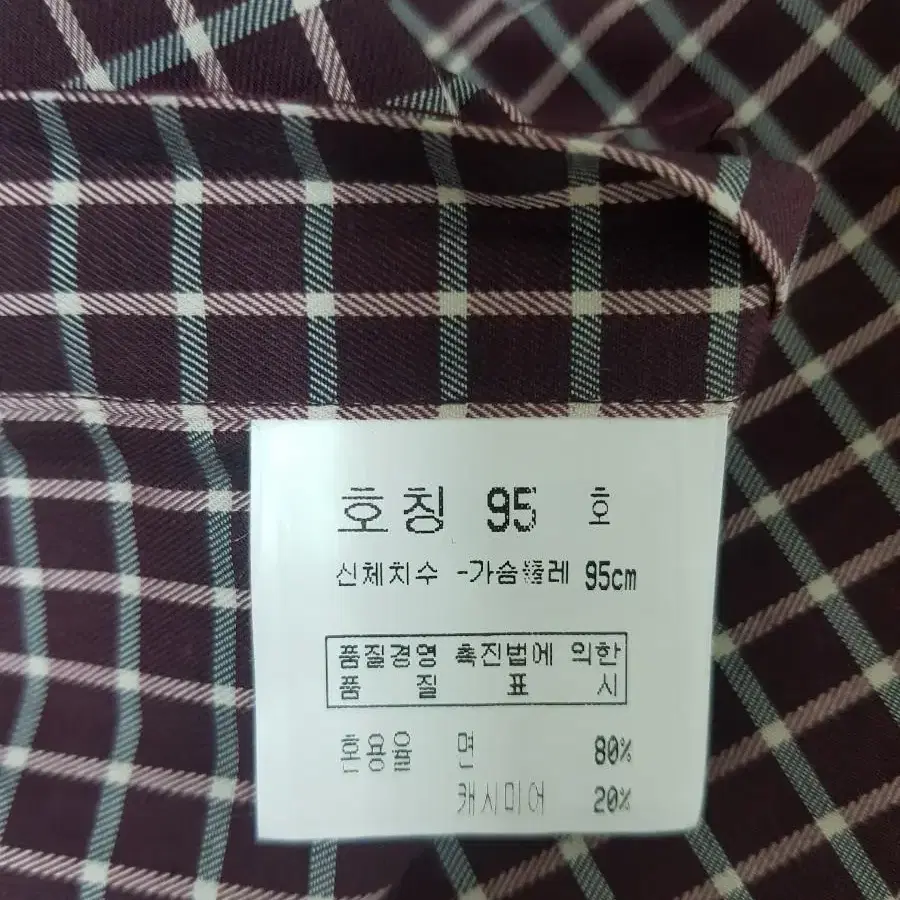 호칭 95 호
신체치수 -가슴둘레 95cm
품질경영 촉진법에 의한
품 질 표 시
혼용율 면 80%
캐시미어 20%